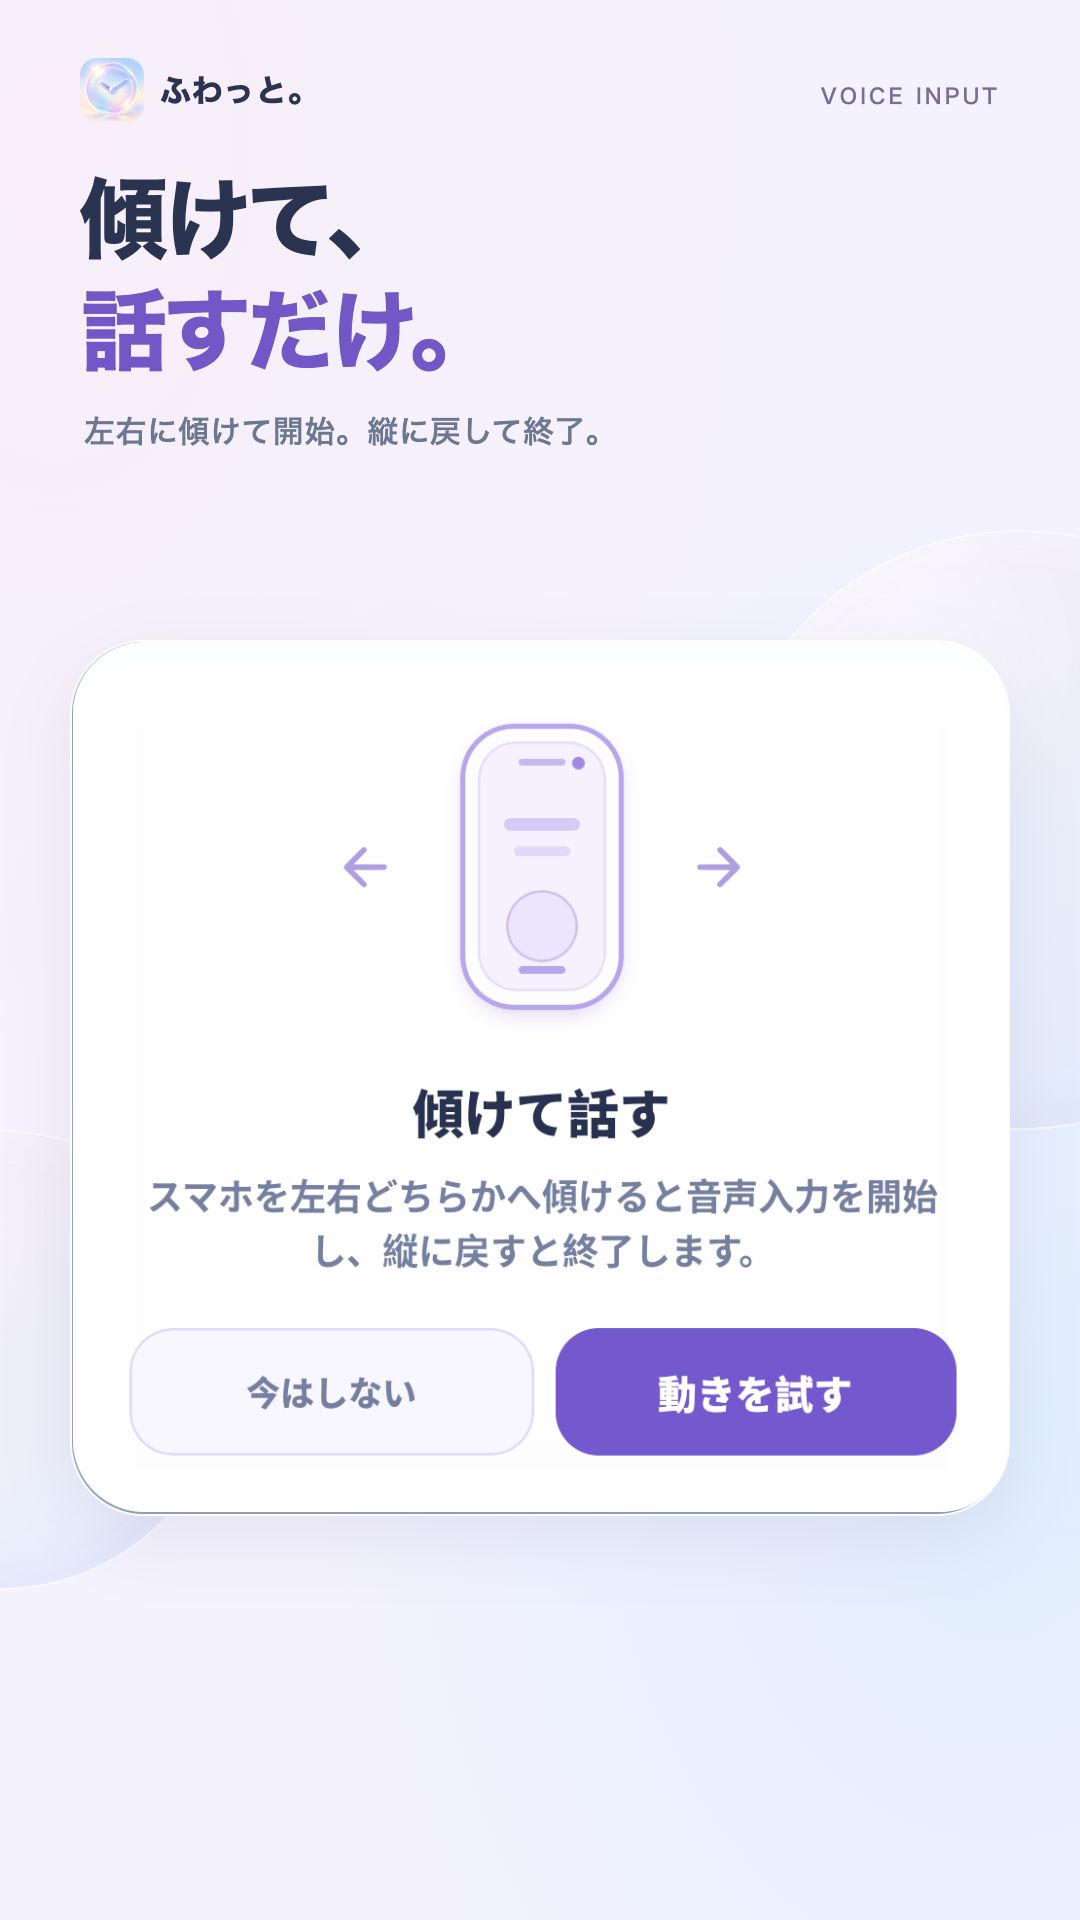 ふわっと。
VOICE INPUT
傾けて、
話すだけ。
左右に傾けて開始。縦に戻して終了。
傾けて話す
スマホを左右どちらかへ傾けると音声入力を開始
し、縦に戻すと終了します。
今はしない
動きを試す